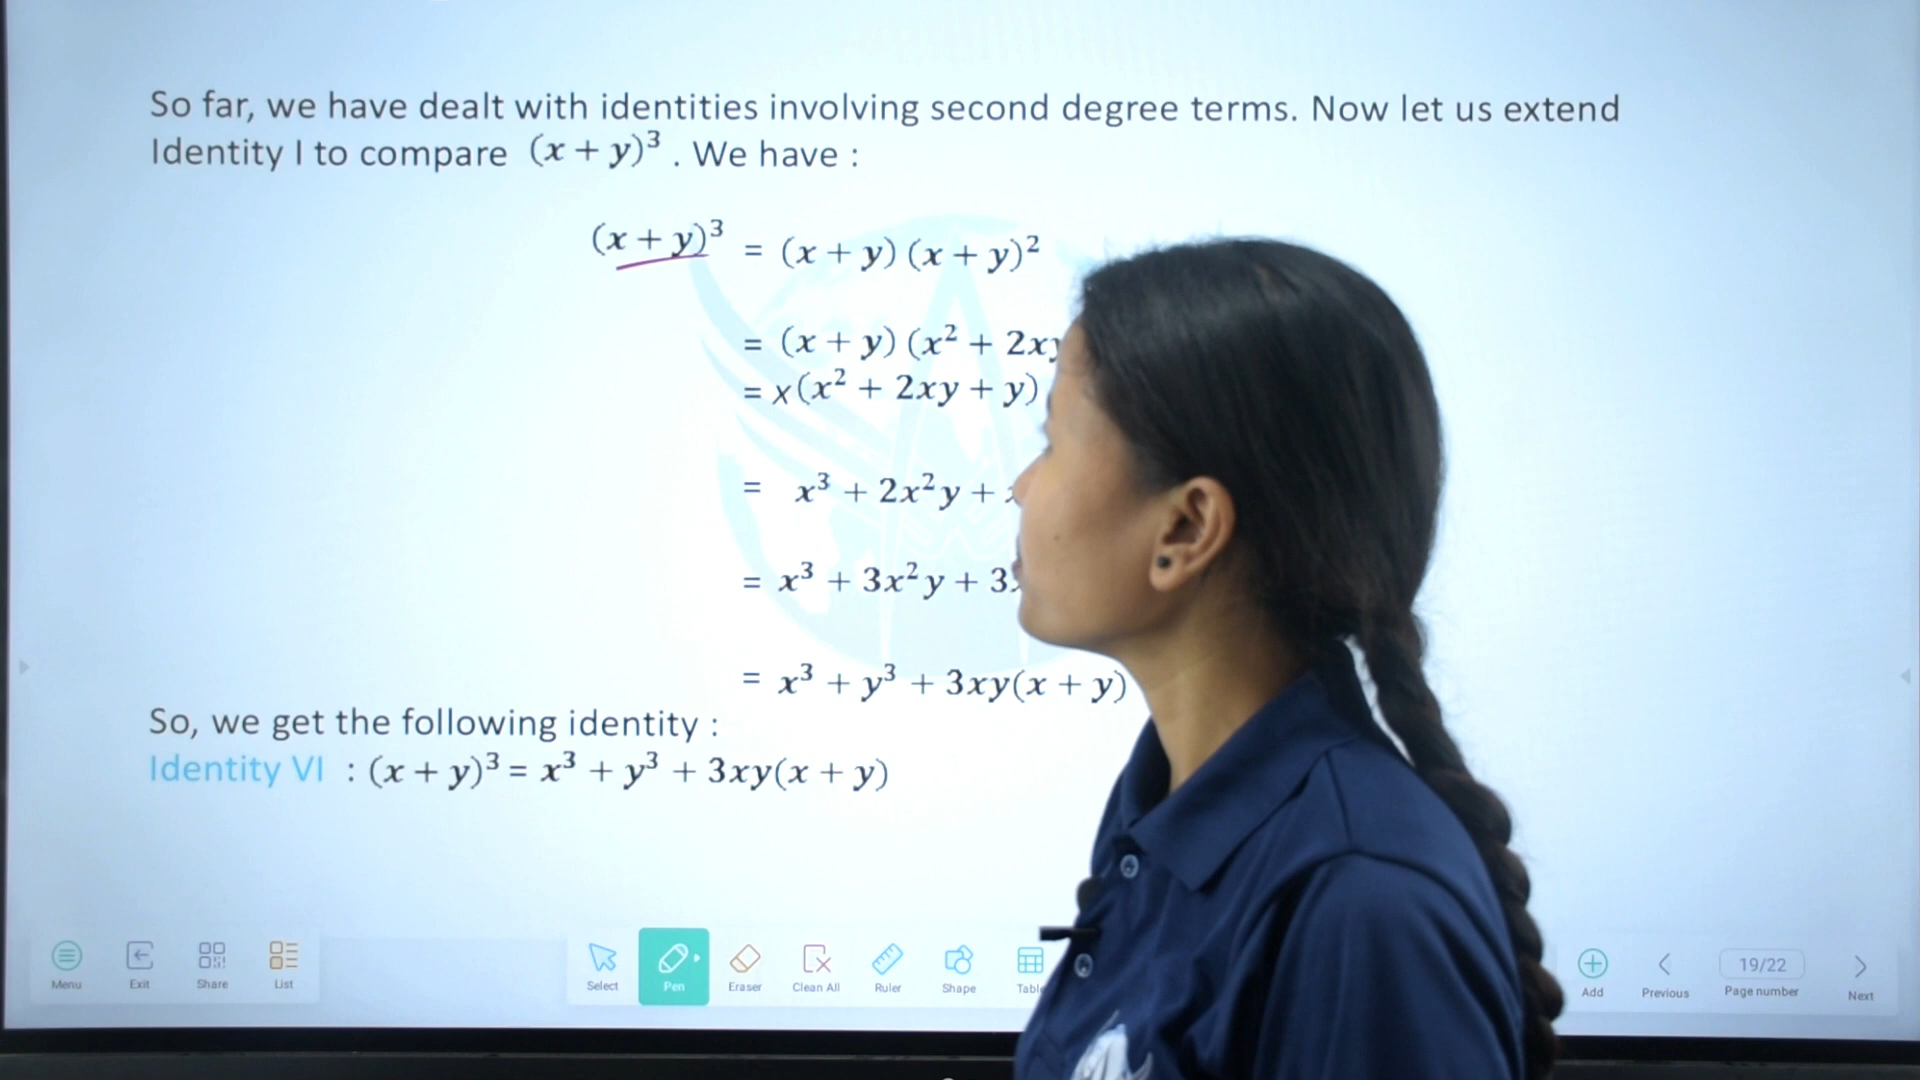 So far, we have dealt with identities involving second degree terms. Now let us extend
Identity I to compare (x + y)³ . We have :
(x + y)³ = (x + y) (x + y)²
= (x + y) (x² + 2xy
= x(x² + 2xy + y)
= x³ + 2x²y +
= x³ + 3x²y + 3
= x³ + y³ + 3xy(x + y)
So, we get the following identity :
Identity VI : (x + y)³ = x³ + y³ + 3xy(x + y)
Menu Exit Share List Select Pen Eraser Clean All Ruler Shape Table Add Previous 19/22 Page number Next